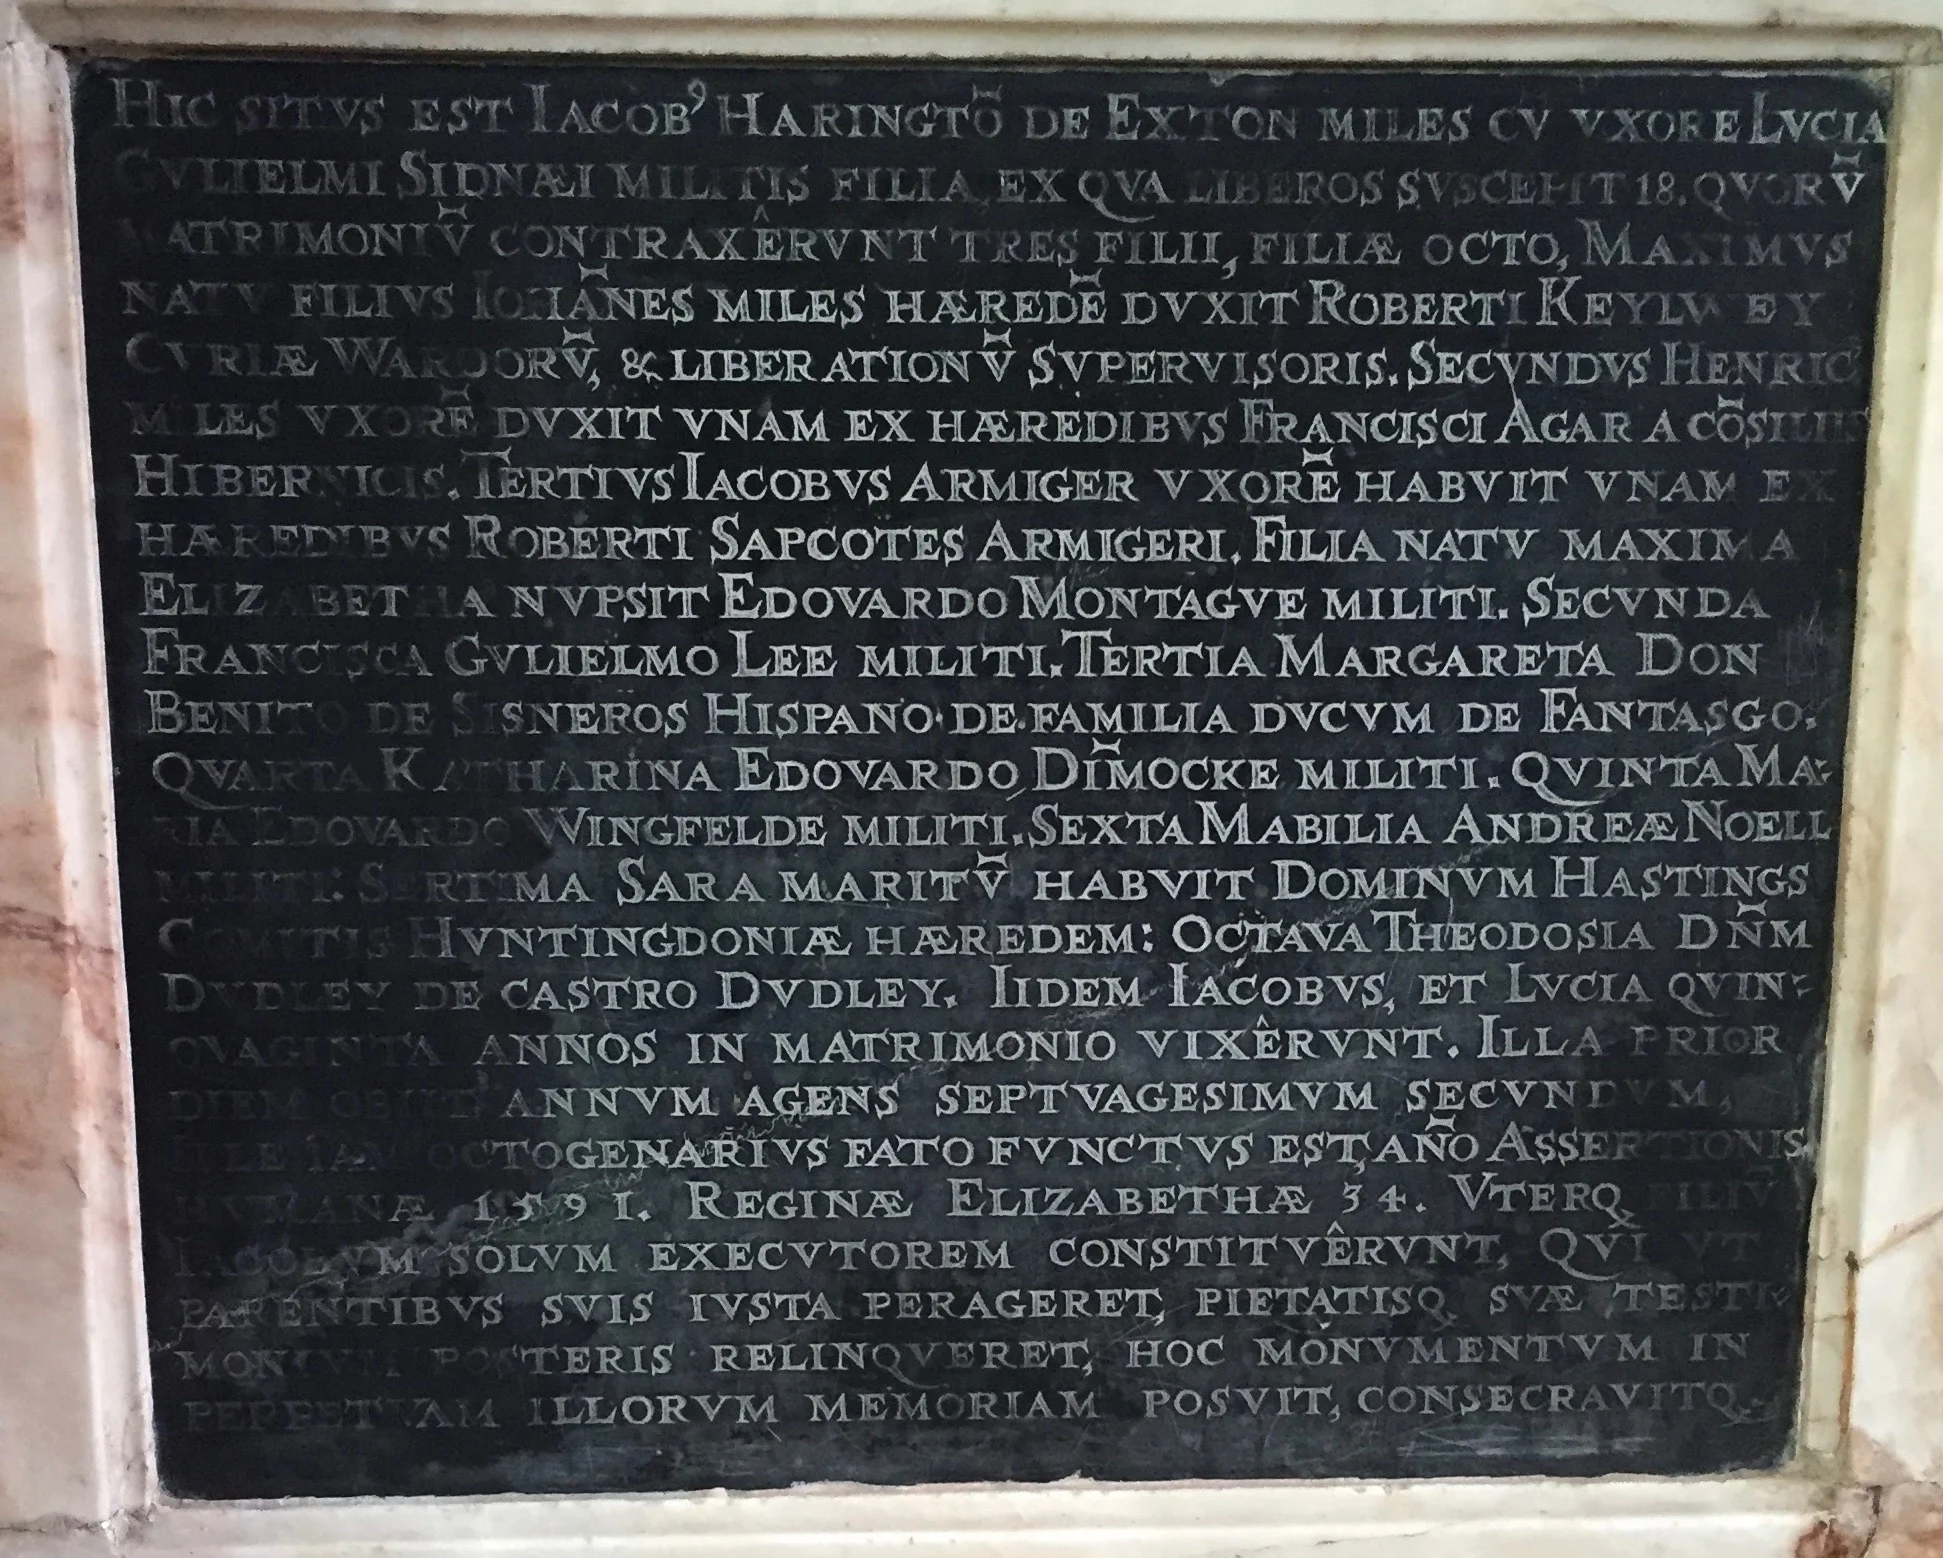 HIC SITVS EST IACOBꝰ HARINGTŌ DE EXTON MILES CV VXORE LVCIA
GVLIELMI SIDNÆI MILITIS FILIA, EX QVA LIBEROS SVSCEPIT 18. QVORV̄
MATRIMONIV̄ CONTRAXÊRVNT TRES FILII, FILIÆ OCTO, MAXIMVS
NATV FILIVS IOHAN̄ES MILES HÆREDĒ DVXIT ROBERTI KEYLWEY
CVRIÆ WARDORV̄, & LIBERATIONV̄ SVPERVISORIS. SECVNDVS HENRIC
MILES VXORĒ DVXIT VNAM EX HÆREDIBVS FRANCISCI AGAR A CŌSILIIS
HIBERNICIS. TERTIVS IACOBVS ARMIGER VXORĒ HABVIT VNAM EX
HÆREDIBVS ROBERTI SAPCOTES ARMIGERI. FILIA NATV MAXIMA
ELIZABETHA NVPSIT EDOVARDO MONTAGVE MILITI. SECVNDA
FRANCISCA GVLIELMO LEE MILITI. TERTIA MARGARETA DON
BENITO DE SISNEROS HISPANO DE FAMILIA DVCVM DE FANTASGO.
QVARTA KATHARINA EDOVARDO DIM̄OCKE MILITI. QVINTA MA-
RIA EDOVARDO WINGFELDE MILITI. SEXTA MABILIA ANDREÆ NOELL
MILITI: SEPTIMA SARA MARITV̄ HABVIT DOMINVM HASTINGS
COMITIS HVNTINGDONIÆ HÆREDEM: OCTAVA THEODOSIA DN̄M
DVDLEY DE CASTRO DVDLEY. IIDEM IACOBVS, ET LVCIA QVIN-
QVAGINTA ANNOS IN MATRIMONIO VIXÊRVNT. ILLA PRIOR
DIEM OBIIT ANNVM AGENS SEPTVAGESIMVM SECVNDVM,
ILLE IAM OCTOGENARIVS FATO FVNCTVS EST, AN̄O ASSERTIONIS
HVMANÆ 1591. REGINÆ ELIZABETHÆ 34. VTERQ FILIV̄
IACOBVM SOLVM EXECVTOREM CONSTITVÊRVNT, QVI VT
PARENTIBVS SVIS IVSTA PERAGERET, PIETATISQ SVÆ TESTI-
MONIVM POSTERIS RELINQVERET, HOC MONVMENTVM IN
PERPETVAM ILLORVM MEMORIAM POSVIT, CONSECRAVITQ.